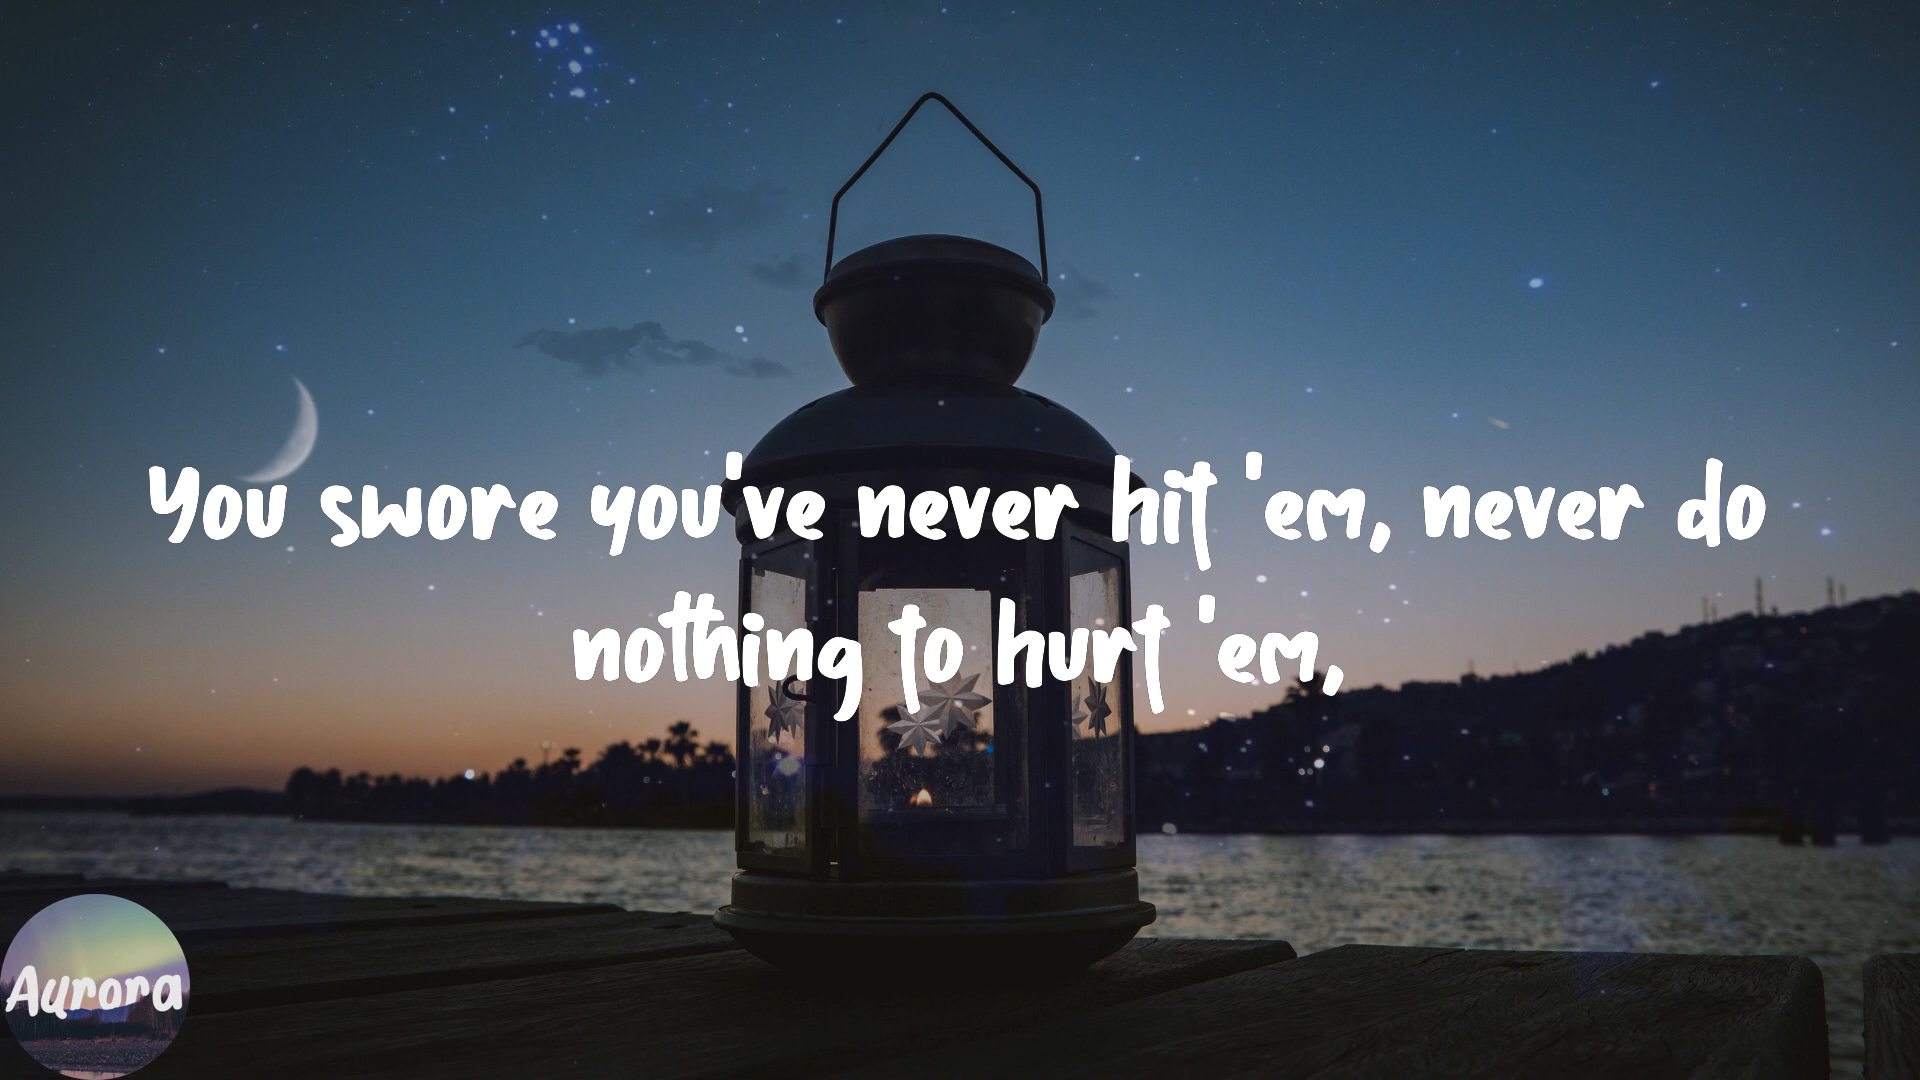 You swore you've never hit 'em, never do
nothing to hurt 'em,
Aurora